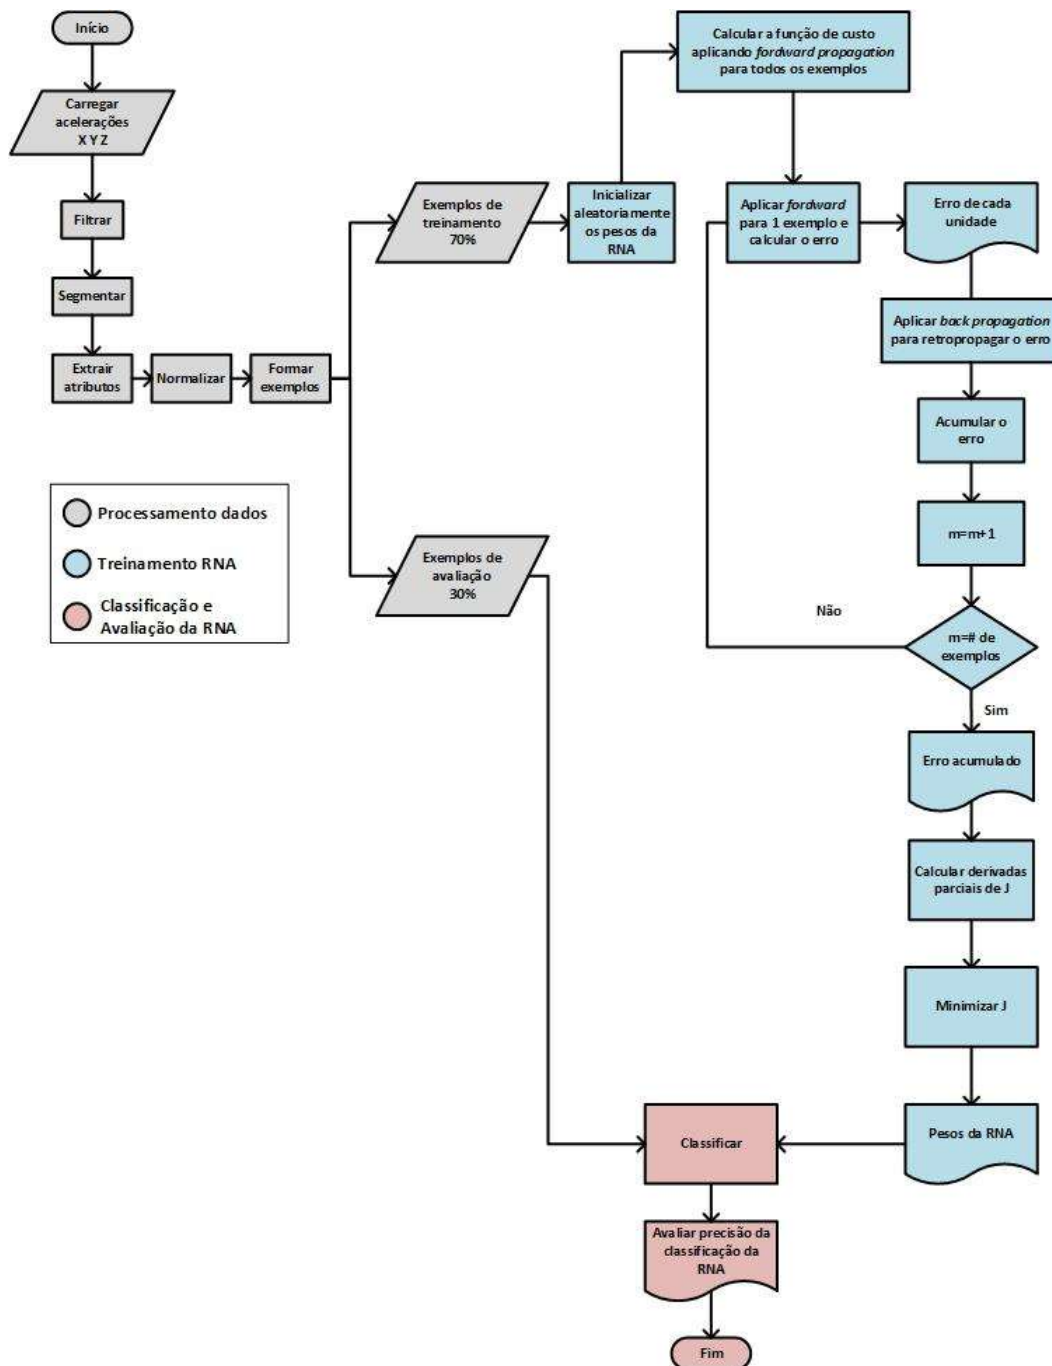 Início
Carregar
acelerações
X Y Z
Filtrar
Segmentar
Extrair
atributos
Normalizar
Formar
exemplos
Exemplos de
treinamento
70%
Inicializar
aleatoriamente
os pesos da
RNA
Calcular a função de custo
aplicando fordward propagation
para todos os exemplos
Aplicar fordward
para 1 exemplo e
calcular o erro
Erro de cada
unidade
Aplicar back propagation
para retropropagar o erro
Acumular o
erro
m=m+1
m=# de
exemplos
Não
Sim
Erro acumulado
Calcular derivadas
parciais de J
Minimizar J
Pesos da RNA
Exemplos de
avaliação
30%
Classificar
Avaliar precisão da
classificação da
RNA
Fim
Processamento dados
Treinamento RNA
Classificação e
Avaliação da RNA